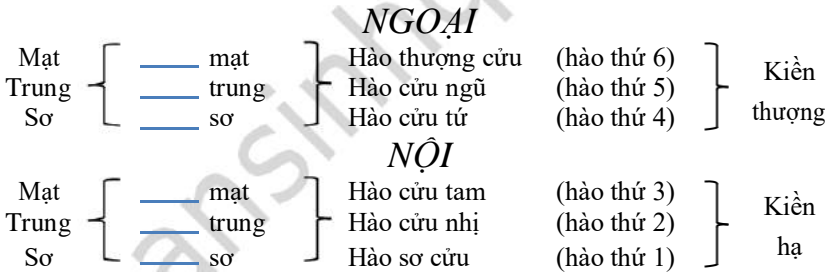 NGOẠI
Mạt mạt Hào thượng cửu (hào thứ 6)
Trung trung Hào cửu ngũ (hào thứ 5) Kiền
Sơ sơ Hào cửu tứ (hào thứ 4) thượng
NỘI
Mạt mạt Hào cửu tam (hào thứ 3)
Trung trung Hào cửu nhị (hào thứ 2) Kiền
Sơ sơ Hào sơ cửu (hào thứ 1) hạ